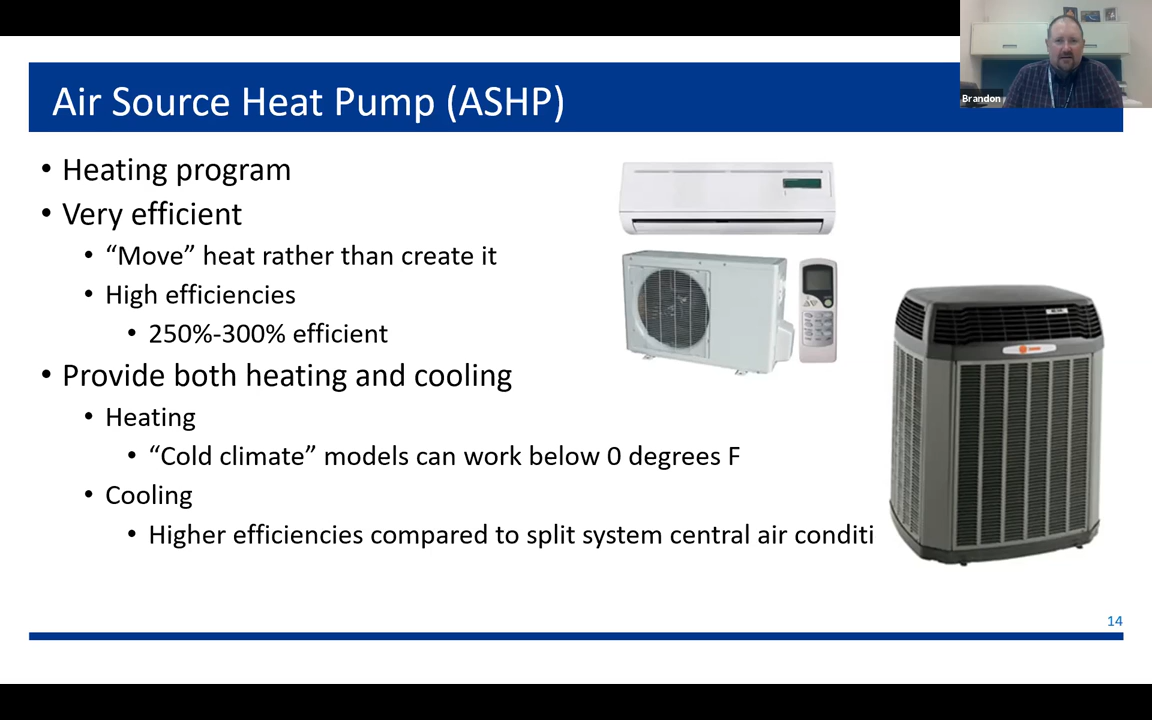 Air Source Heat Pump (ASHP)
Brandon
• Heating program
• Very efficient
• “Move” heat rather than create it
• High efficiencies
• 250%-300% efficient
• Provide both heating and cooling
• Heating
• “Cold climate” models can work below 0 degrees F
• Cooling
• Higher efficiencies compared to split system central air conditi
14